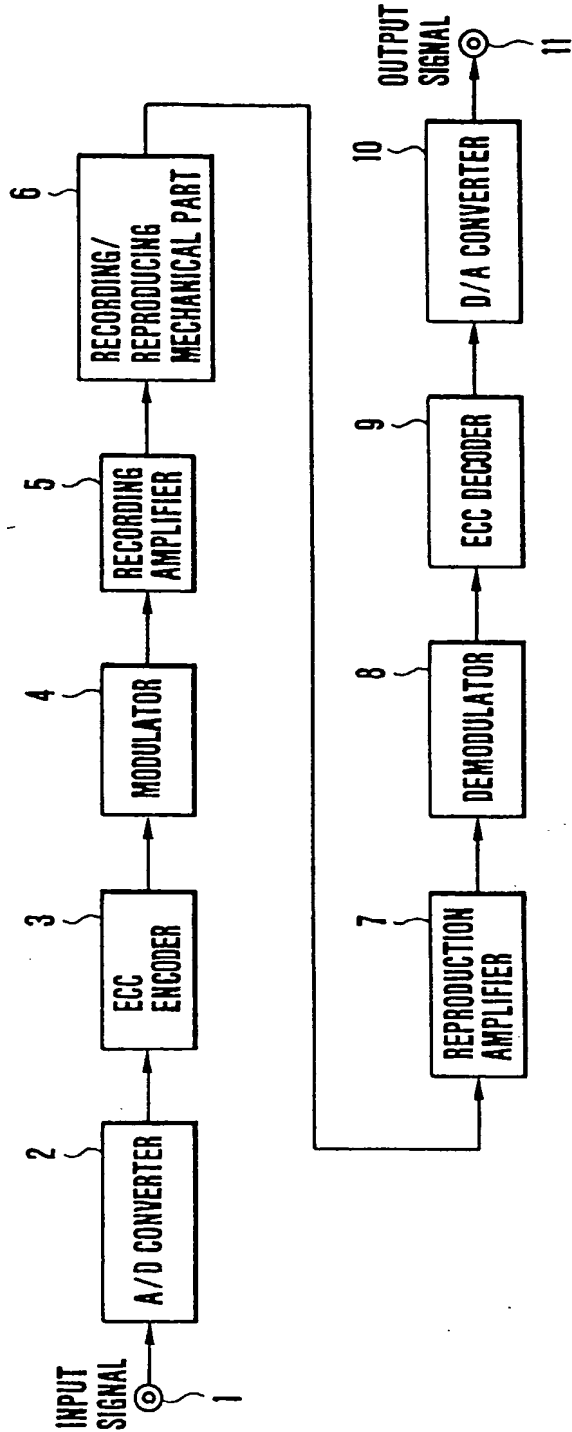 INPUT
SIGNAL
1
2
A/D CONVERTER
3
ECC
ENCODER
4
MODULATOR
5
RECORDING
AMPLIFIER
6
RECORDING/
REPRODUCING
MECHANICAL PART
7
REPRODUCTION
AMPLIFIER
8
DEMODULATOR
9
ECC DECODER
10
D/A CONVERTER
OUTPUT
SIGNAL
11